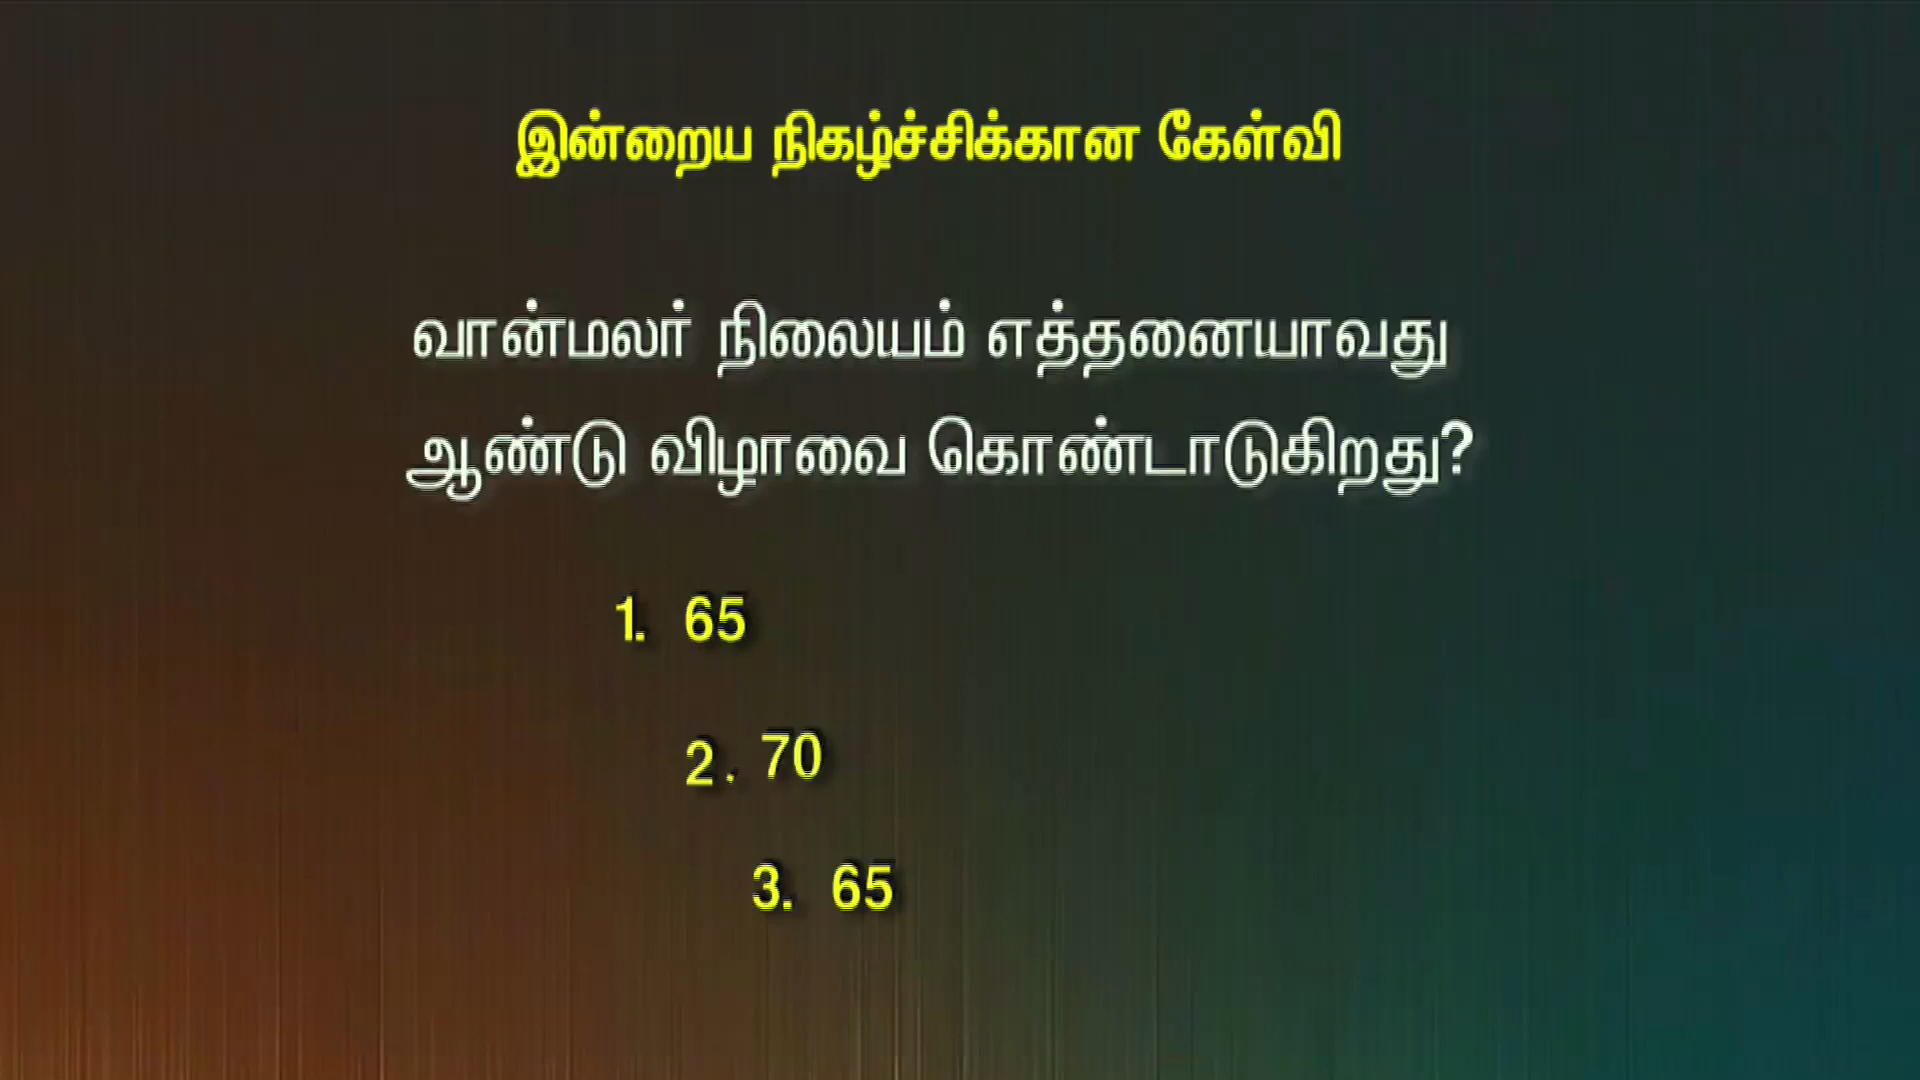 இன்றைய நிகழ்ச்சிக்கான கேள்வி
வான்மலர் நிலையம் எத்தனையாவது
ஆண்டு விழாவை கொண்டாடுகிறது?
1. 65
2. 70
3. 65